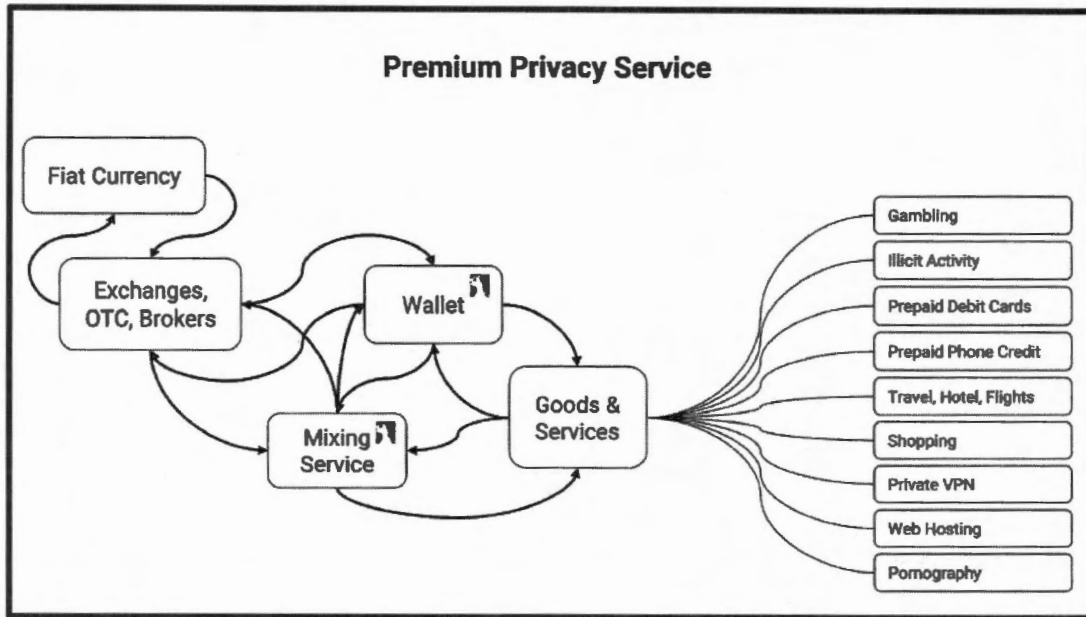 Premium Privacy Service
Fiat Currency
Exchanges,
OTC, Brokers
Wallet
Mixing
Service
Goods &
Services
Gambling
Illicit Activity
Prepaid Debit Cards
Prepaid Phone Credit
Travel, Hotel, Flights
Shopping
Private VPN
Web Hosting
Pornography